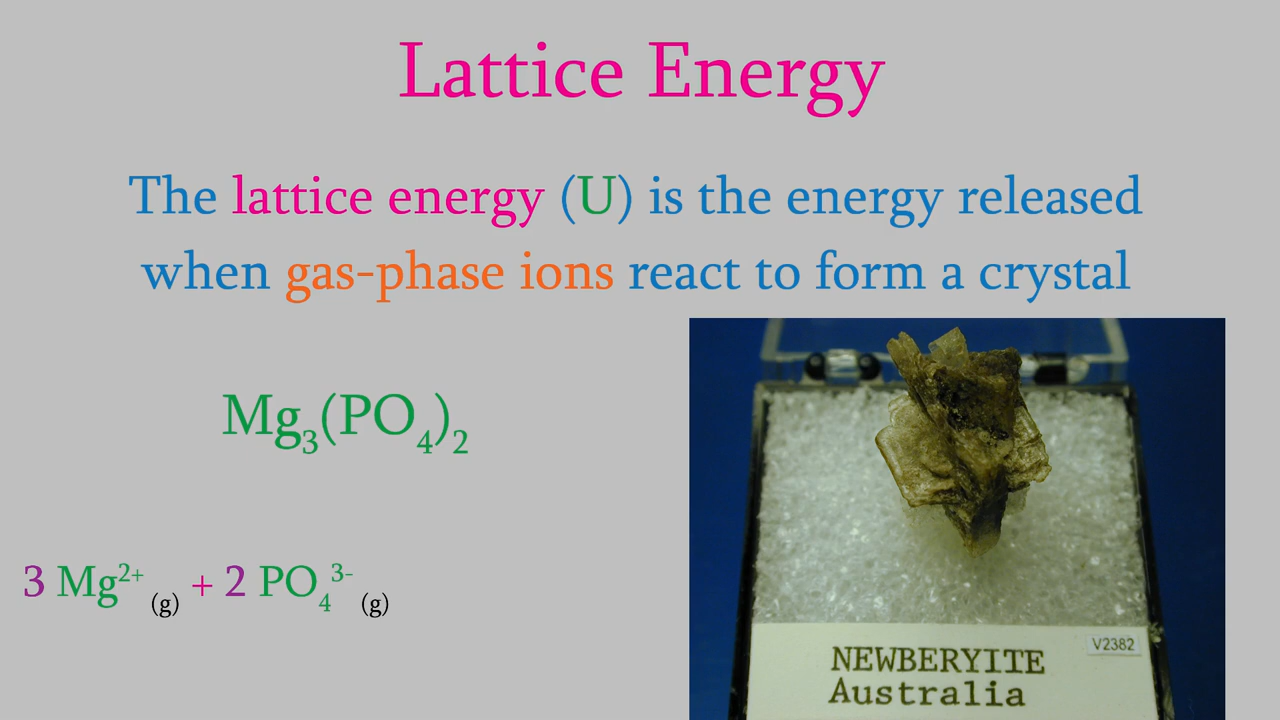 Lattice Energy
The lattice energy (U) is the energy released
when gas-phase ions react to form a crystal
Mg₃(PO₄)₂
3 Mg²⁺ (g) + 2 PO₄³⁻ (g)
V2382
NEWBERYITE
Australia